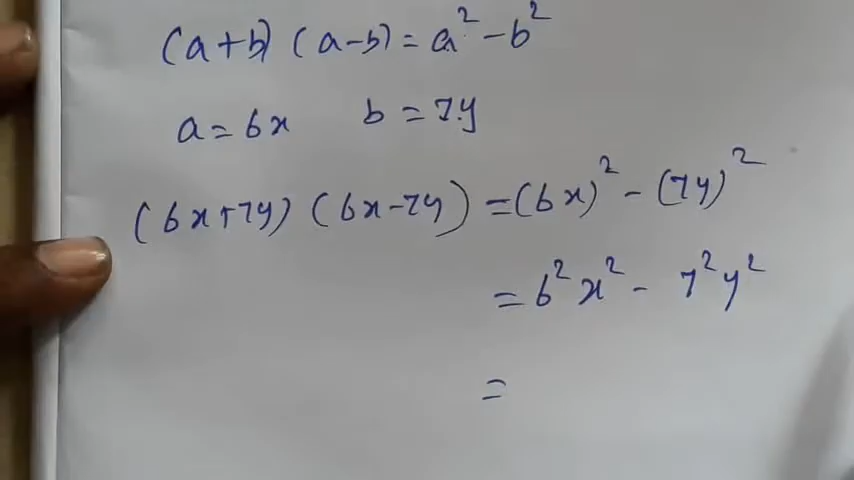 (a+b) (a-b) = a² - b²
a = 6x b = 7y
(6x+7y) (6x-7y) = (6x)² - (7y)²
= 6²x² - 7²y²
=